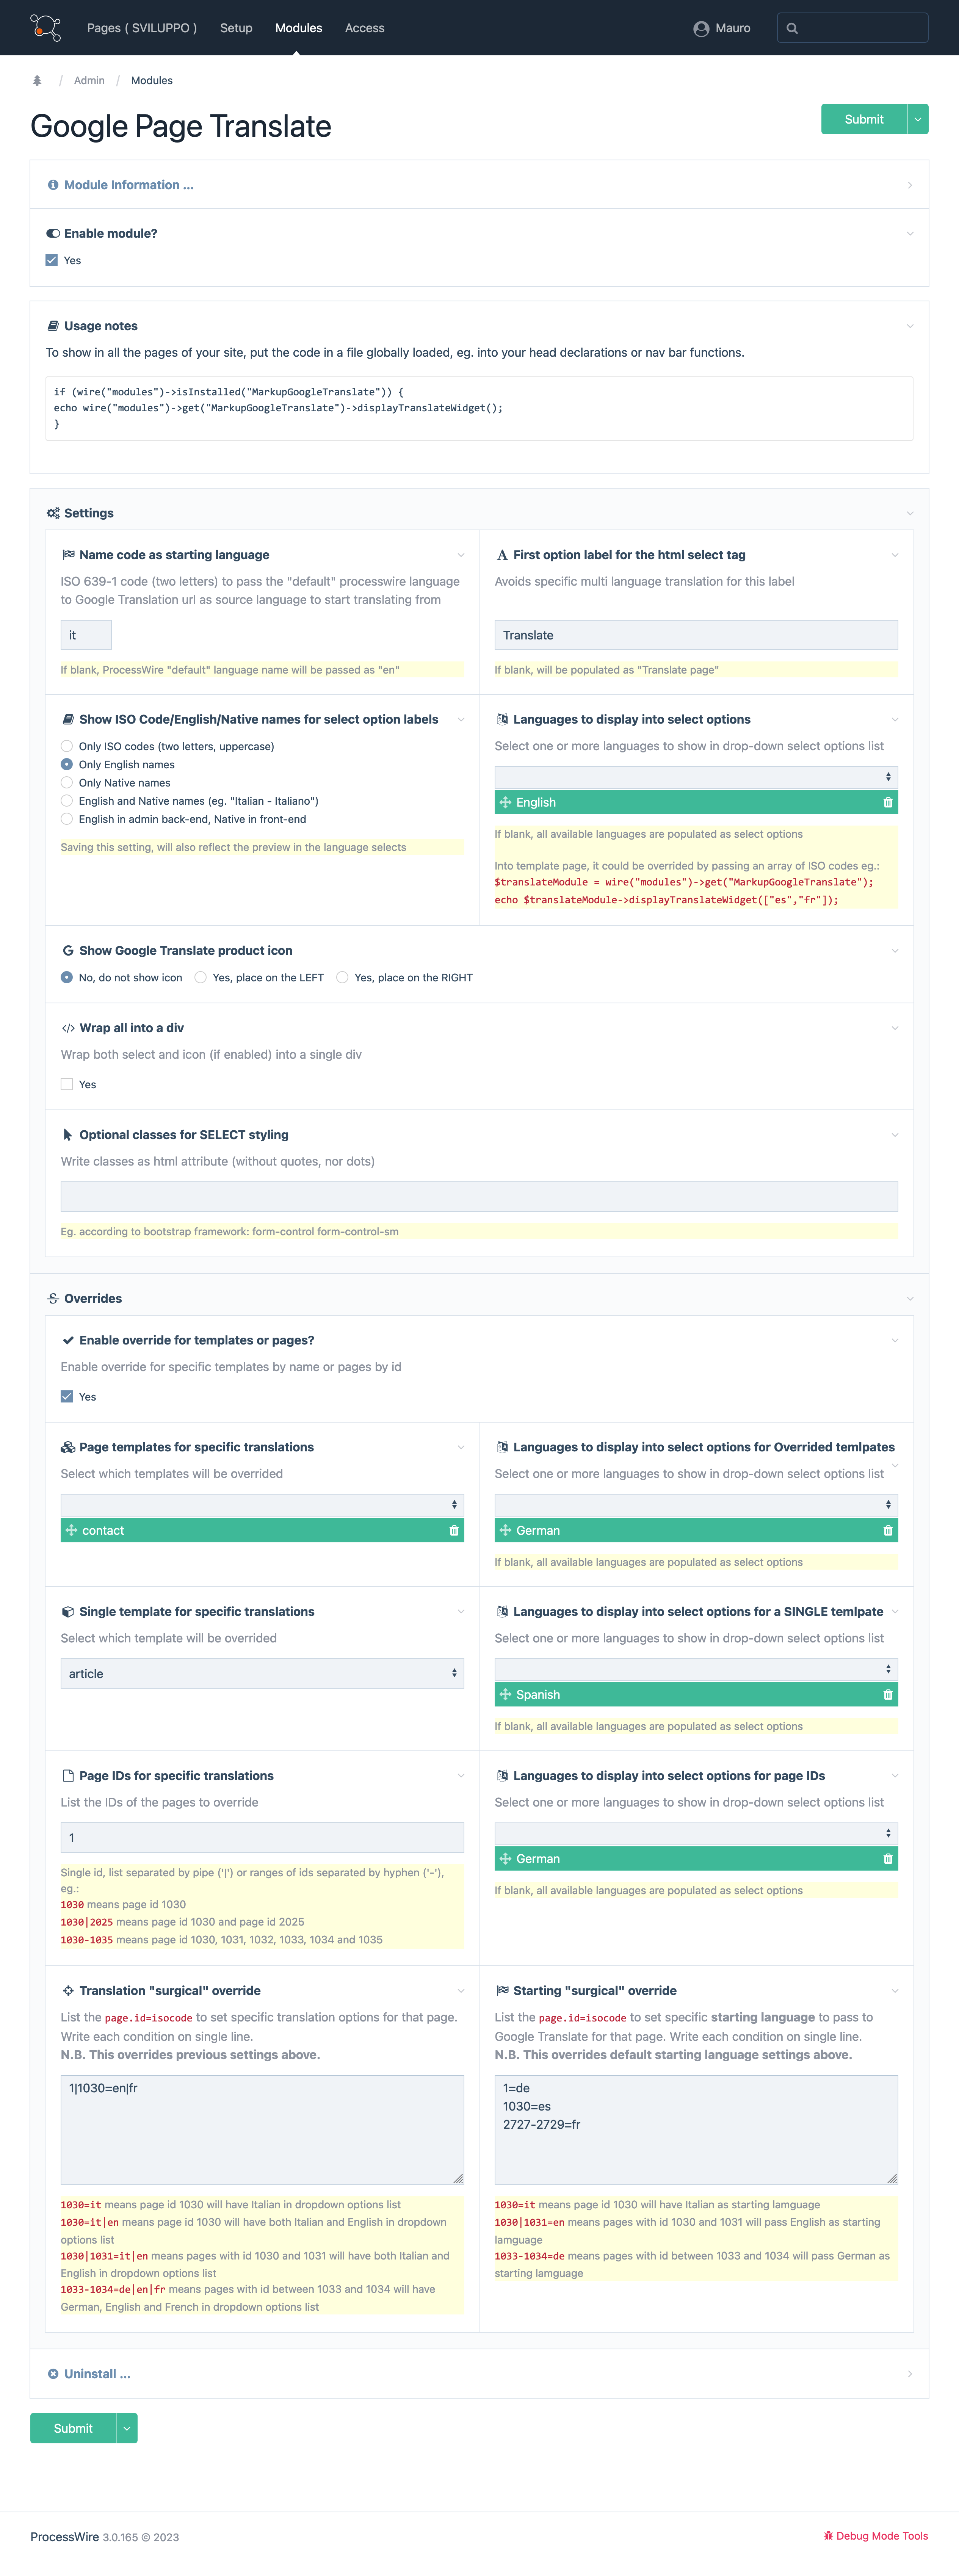 Pages ( SVILUPPO ) Setup Modules Access Mauro
/ Admin / Modules
Google Page Translate
Submit
Module Information ...
Enable module?
Yes
Usage notes
To show in all the pages of your site, put the code in a file globally loaded, eg. into your head declarations or nav bar functions.
if (wire("modules")->isInstalled("MarkupGoogleTranslate")) {
echo wire("modules")->get("MarkupGoogleTranslate")->displayTranslateWidget();
}
Settings
Name code as starting language
ISO 639-1 code (two letters) to pass the "default" processwire language
to Google Translation url as source language to start translating from
it
If blank, ProcessWire "default" language name will be passed as "en"
First option label for the html select tag
Avoids specific multi language translation for this label
Translate
If blank, will be populated as "Translate page"
Show ISO Code/English/Native names for select option labels
Only ISO codes (two letters, uppercase)
Only English names
Only Native names
English and Native names (eg. "Italian - Italiano")
English in admin back-end, Native in front-end
Saving this setting, will also reflect the preview in the language selects
Languages to display into select options
Select one or more languages to show in drop-down select options list
English
If blank, all available languages are populated as select options
Into template page, it could be overrided by passing an array of ISO codes eg.:
$translateModule = wire("modules")->get("MarkupGoogleTranslate");
echo $translateModule->displayTranslateWidget(["es","fr"]);
Show Google Translate product icon
No, do not show icon Yes, place on the LEFT Yes, place on the RIGHT
Wrap all into a div
Wrap both select and icon (if enabled) into a single div
Yes
Optional classes for SELECT styling
Write classes as html attribute (without quotes, nor dots)
Eg. according to bootstrap framework: form-control form-control-sm
Overrides
Enable override for templates or pages?
Enable override for specific templates by name or pages by id
Yes
Page templates for specific translations
Select which templates will be overrided
contact
Languages to display into select options for Overrided temlpates
Select one or more languages to show in drop-down select options list
German
If blank, all available languages are populated as select options
Single template for specific translations
Select which template will be overrided
article
Languages to display into select options for a SINGLE temlpate
Select one or more languages to show in drop-down select options list
Spanish
If blank, all available languages are populated as select options
Page IDs for specific translations
List the IDs of the pages to override
1
Single id, list separated by pipe ('|') or ranges of ids separated by hyphen ('-'),
eg.:
1030 means page id 1030
1030|2025 means page id 1030 and page id 2025
1030-1035 means page id 1030, 1031, 1032, 1033, 1034 and 1035
Languages to display into select options for page IDs
Select one or more languages to show in drop-down select options list
German
If blank, all available languages are populated as select options
Translation "surgical" override
List the page.id=isocode to set specific translation options for that page.
Write each condition on single line.
N.B. This overrides previous settings above.
1|1030=en|fr
1030=it means page id 1030 will have Italian in dropdown options list
1030=it|en means page id 1030 will have both Italian and English in dropdown
options list
1030|1031=it|en means pages with id 1030 and 1031 will have both Italian and
English in dropdown options list
1033-1034=de|en|fr means pages with id between 1033 and 1034 will have
German, English and French in dropdown options list
Starting "surgical" override
List the page.id=isocode to set specific starting language to pass to
Google Translate for that page. Write each condition on single line.
N.B. This overrides default starting language settings above.
1=de
1030=es
2727-2729=fr
1030=it means page id 1030 will have Italian as starting lamguage
1030|1031=en means pages with id 1030 and 1031 will pass English as starting
lamguage
1033-1034=de means pages with id between 1033 and 1034 will pass German as
starting lamguage
Uninstall ...
Submit
ProcessWire 3.0.165 © 2023
Debug Mode Tools